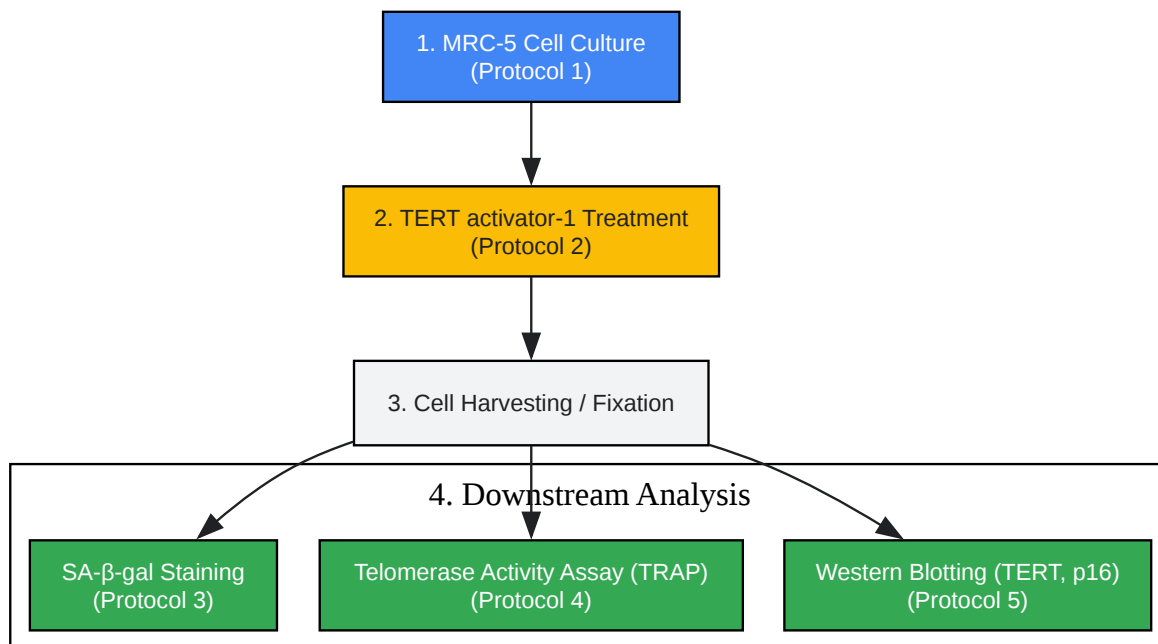 1. MRC-5 Cell Culture
(Protocol 1)
2. TERT activator-1 Treatment
(Protocol 2)
3. Cell Harvesting / Fixation
4. Downstream Analysis
SA-β-gal Staining
(Protocol 3)
Telomerase Activity Assay (TRAP)
(Protocol 4)
Western Blotting (TERT, p16)
(Protocol 5)